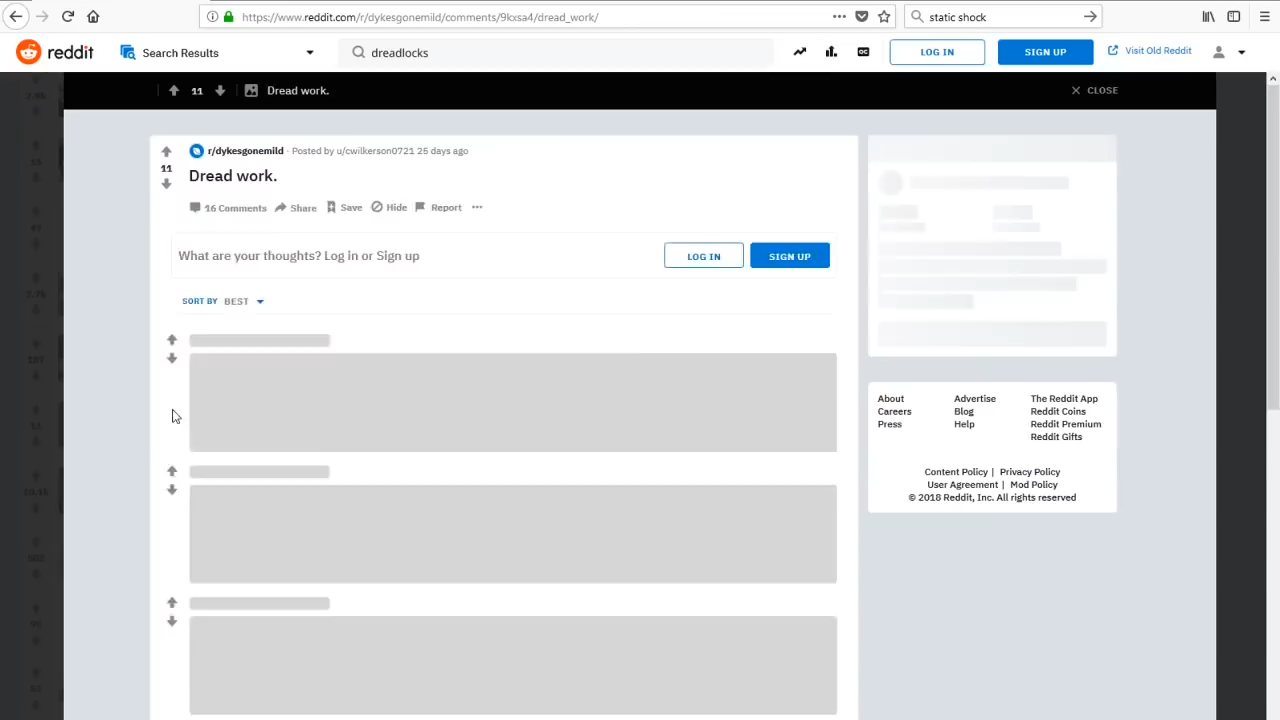 https://www.reddit.com/r/dykesgonemild/comments/9kxsa4/dread_work/
static shock
reddit
Search Results
dreadlocks
LOG IN
SIGN UP
Visit Old Reddit
11
Dread work.
CLOSE
r/dykesgonemild · Posted by u/cwilkerson0721 25 days ago
11
Dread work.
16 Comments Share Save Hide Report
What are your thoughts? Log in or Sign up
LOG IN
SIGN UP
SORT BY BEST
About Advertise The Reddit App
Careers Blog Reddit Coins
Press Help Reddit Premium
Reddit Gifts
Content Policy | Privacy Policy
User Agreement | Mod Policy
© 2018 Reddit, Inc. All rights reserved